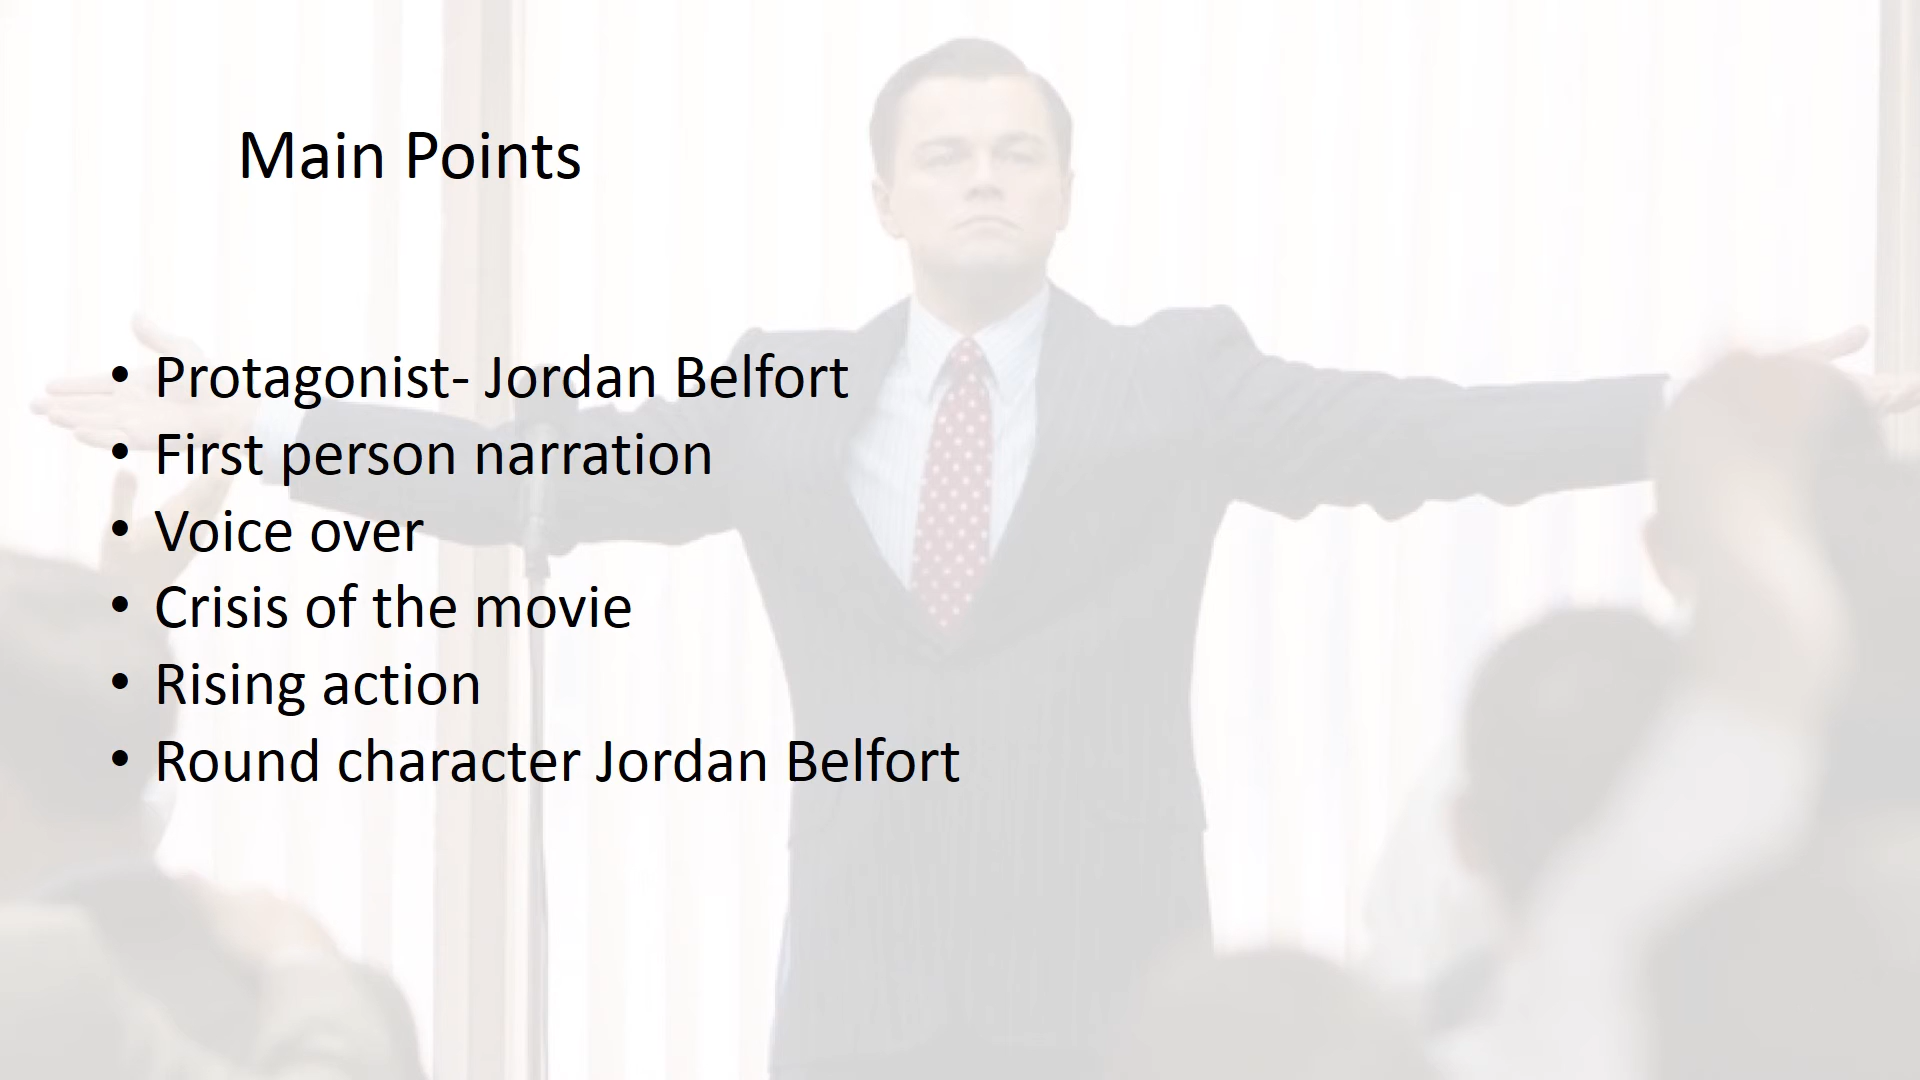 Main Points
• Protagonist- Jordan Belfort
• First person narration
• Voice over
• Crisis of the movie
• Rising action
• Round character Jordan Belfort